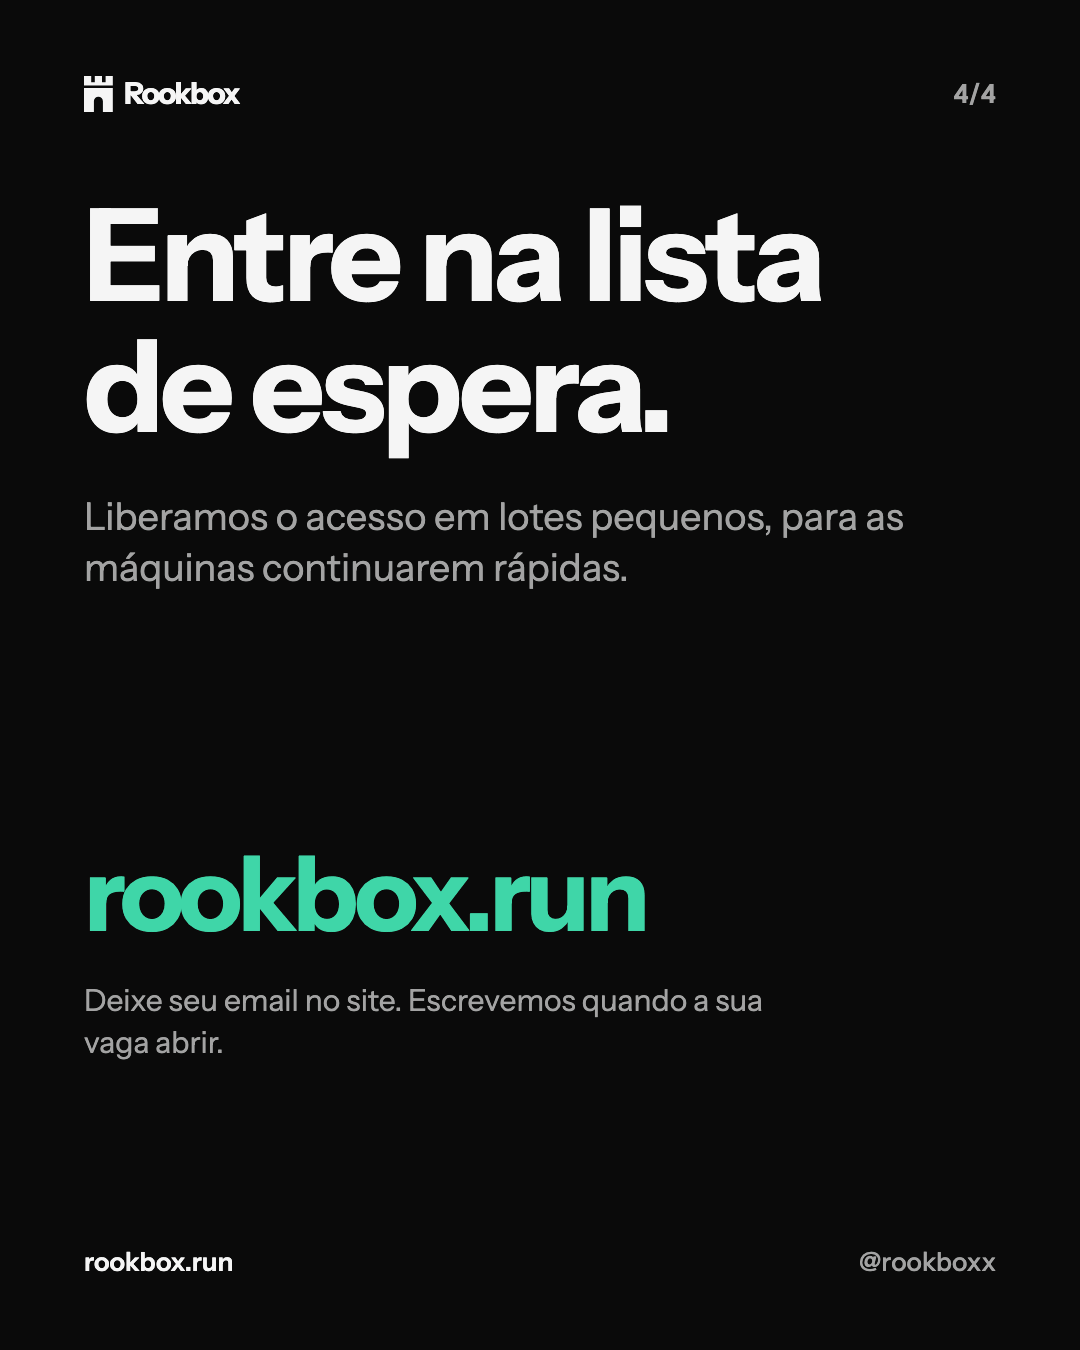 Rookbox
4/4
Entre na lista
de espera.
Liberamos o acesso em lotes pequenos, para as
máquinas continuarem rápidas.
rookbox.run
Deixe seu email no site. Escrevemos quando a sua
vaga abrir.
rookbox.run
@rookboxx